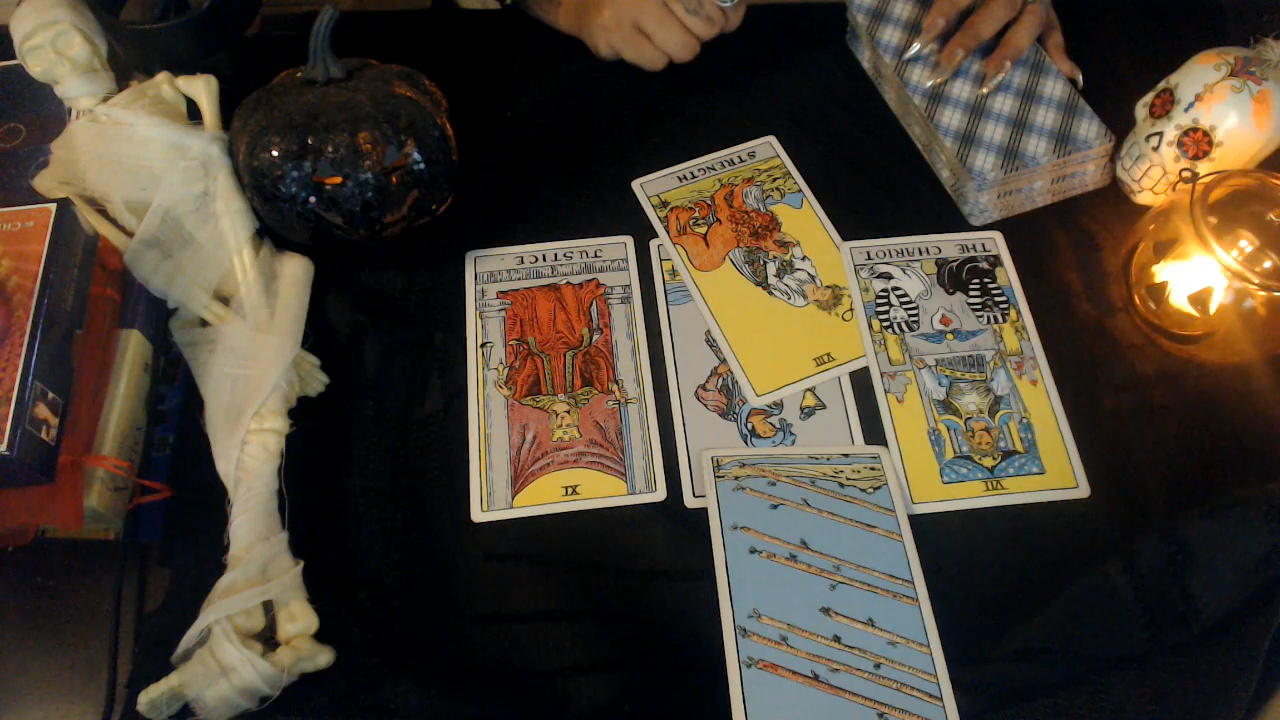 STRENGTH
VIII
JUSTICE
XI
THE CHARIOT.
VII